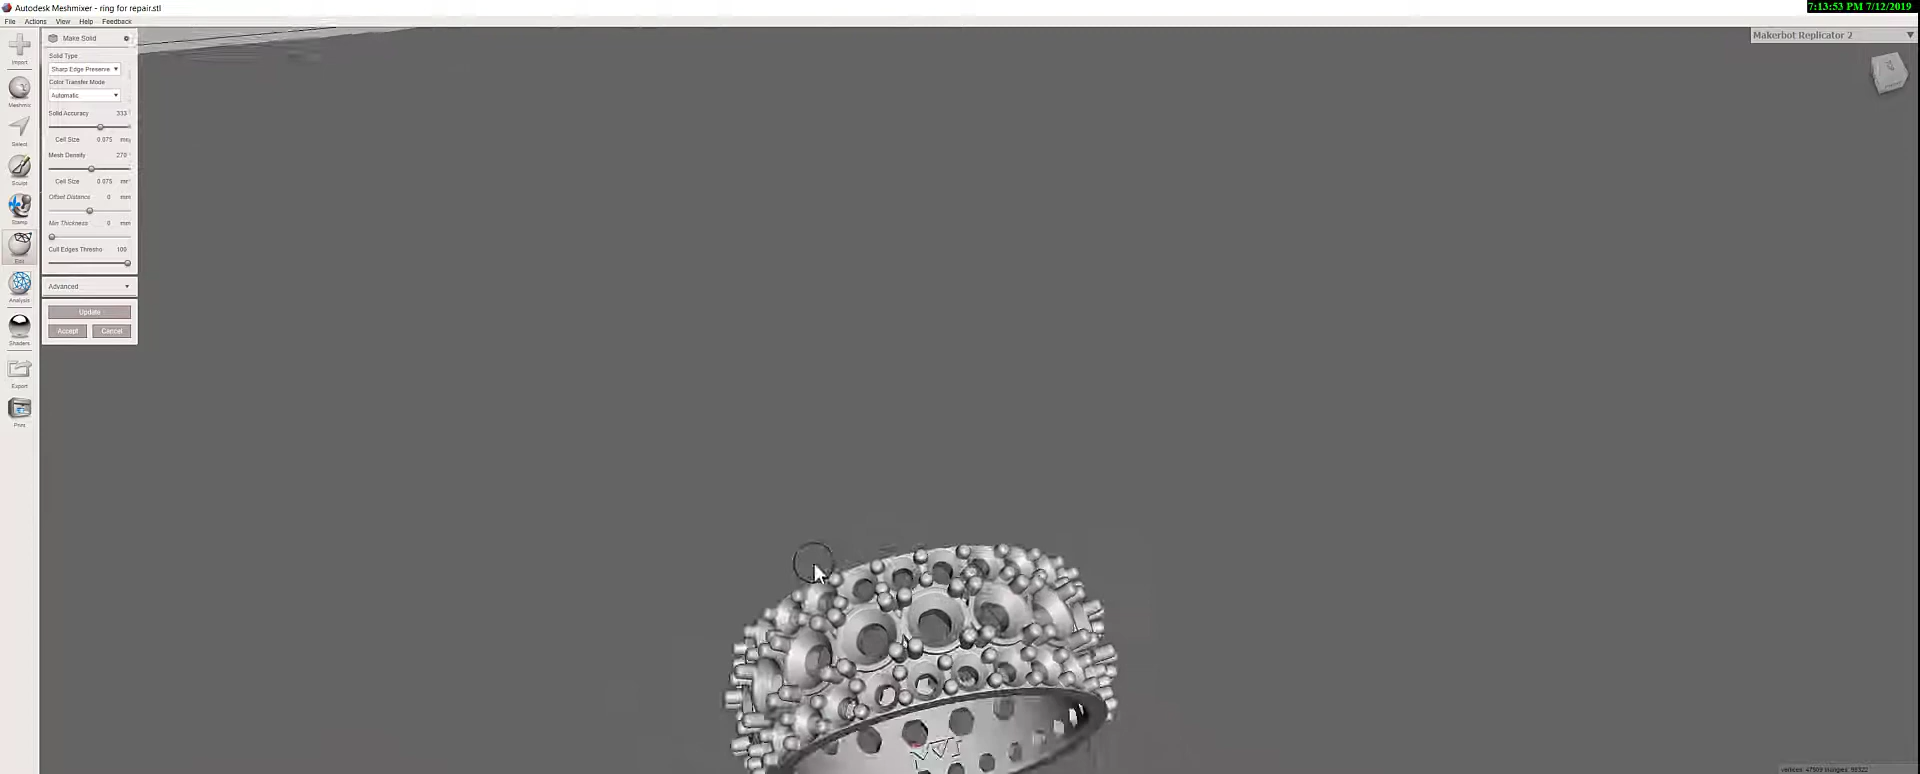 Autodesk Meshmixer - ring for repair.stl
7:13:53 PM 7/12/2019
File Actions View Help Feedback
Makerbot Replicator 2
Import
Meshmix
Select
Sculpt
Stamp
Edit
Analysis
Shaders
Export
Print
Make Solid
Solid Type
Sharp Edge Preserve
Color Transfer Mode
Automatic
Solid Accuracy 333
Cell Size 0.075 mm
Mesh Density 270
Cell Size 0.075 mm
Offset Distance 0 mm
Min Thickness 0 mm
Cull Edges Thresho 100
Advanced
Update
Accept Cancel